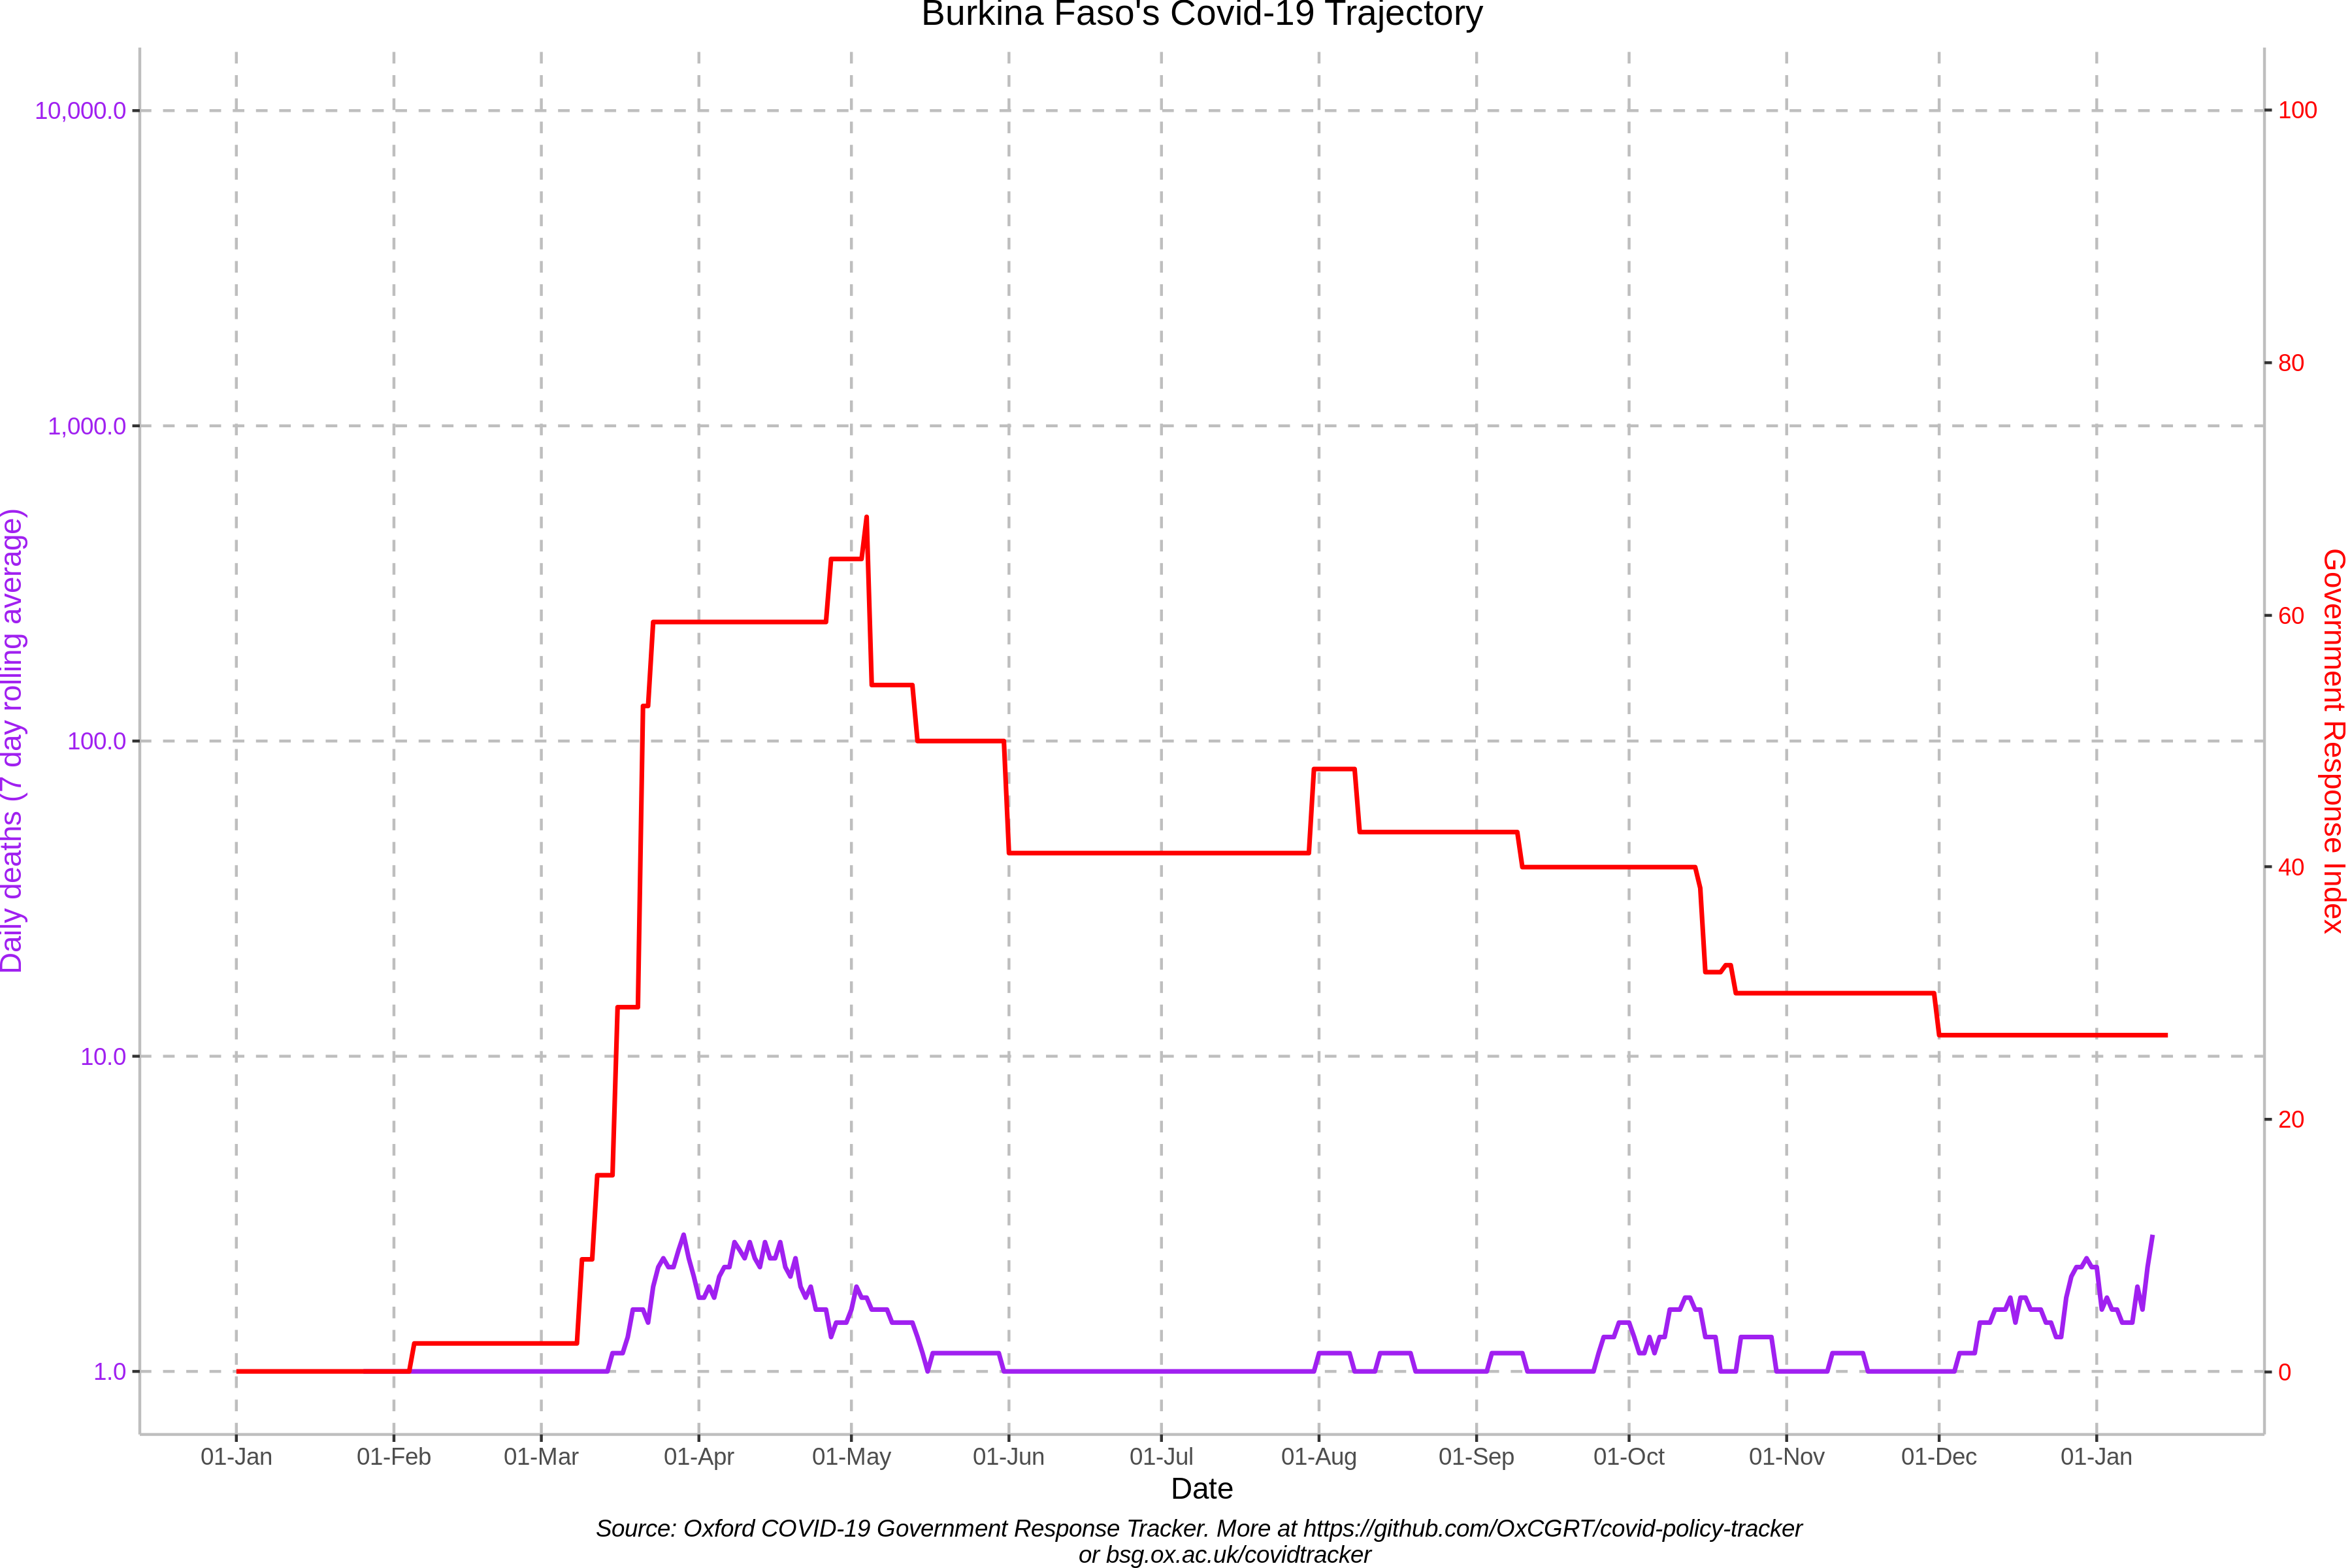 Burkina Faso's Covid-19 Trajectory
10,000.0
1,000.0
100.0
10.0
1.0
Daily deaths (7 day rolling average)
100
80
60
40
20
0
Government Response Index
01-Jan 01-Feb 01-Mar 01-Apr 01-May 01-Jun 01-Jul 01-Aug 01-Sep 01-Oct 01-Nov 01-Dec 01-Jan
Date
Source: Oxford COVID-19 Government Response Tracker. More at https://github.com/OxCGRT/covid-policy-tracker
or bsg.ox.ac.uk/covidtracker